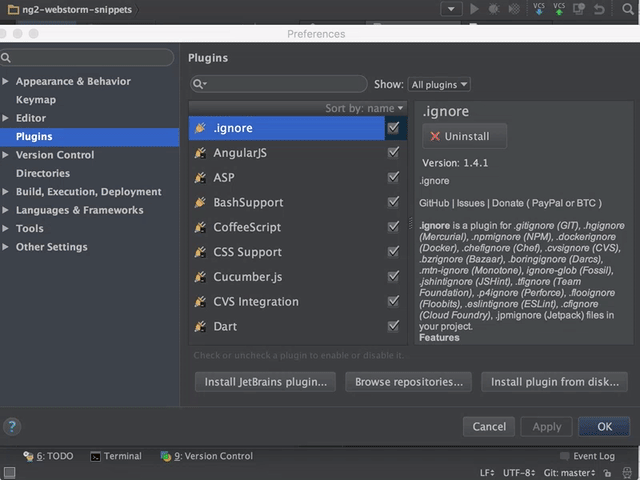 ng2-webstorm-snippets
VCS VCS
Preferences
Plugins
Show: All plugins
Appearance & Behavior
Keymap
Editor
Plugins
Version Control
Directories
Build, Execution, Deployment
Languages & Frameworks
Tools
Other Settings
Sort by: name
.ignore
AngularJS
ASP
BashSupport
CoffeeScript
CSS Support
Cucumber.js
CVS Integration
Dart
Check or uncheck a plugin to enable or disable it.
Install JetBrains plugin...
Browse repositories...
Install plugin from disk...
.ignore
Uninstall
Version: 1.4.1
.ignore
GitHub | Issues | Donate ( PayPal or BTC )
.ignore is a plugin for .gitignore (GIT), .hgignore
(Mercurial), .npmignore (NPM), .dockerignore
(Docker), .chefignore (Chef), .cvsignore (CVS),
.bzrignore (Bazaar), .boringignore (Darcs),
.mtn-ignore (Monotone), ignore-glob (Fossil),
.jshintignore (JSHint), .tfignore (Team
Foundation), .p4ignore (Perforce), .flooignore
(Floobits), .eslintignore (ESLint), .cfignore
(Cloud Foundry), .jpmignore (Jetpack) files in
your project.
Features
?
Cancel
Apply
OK
6: TODO
Terminal
9: Version Control
Event Log
LF
UTF-8
Git: master